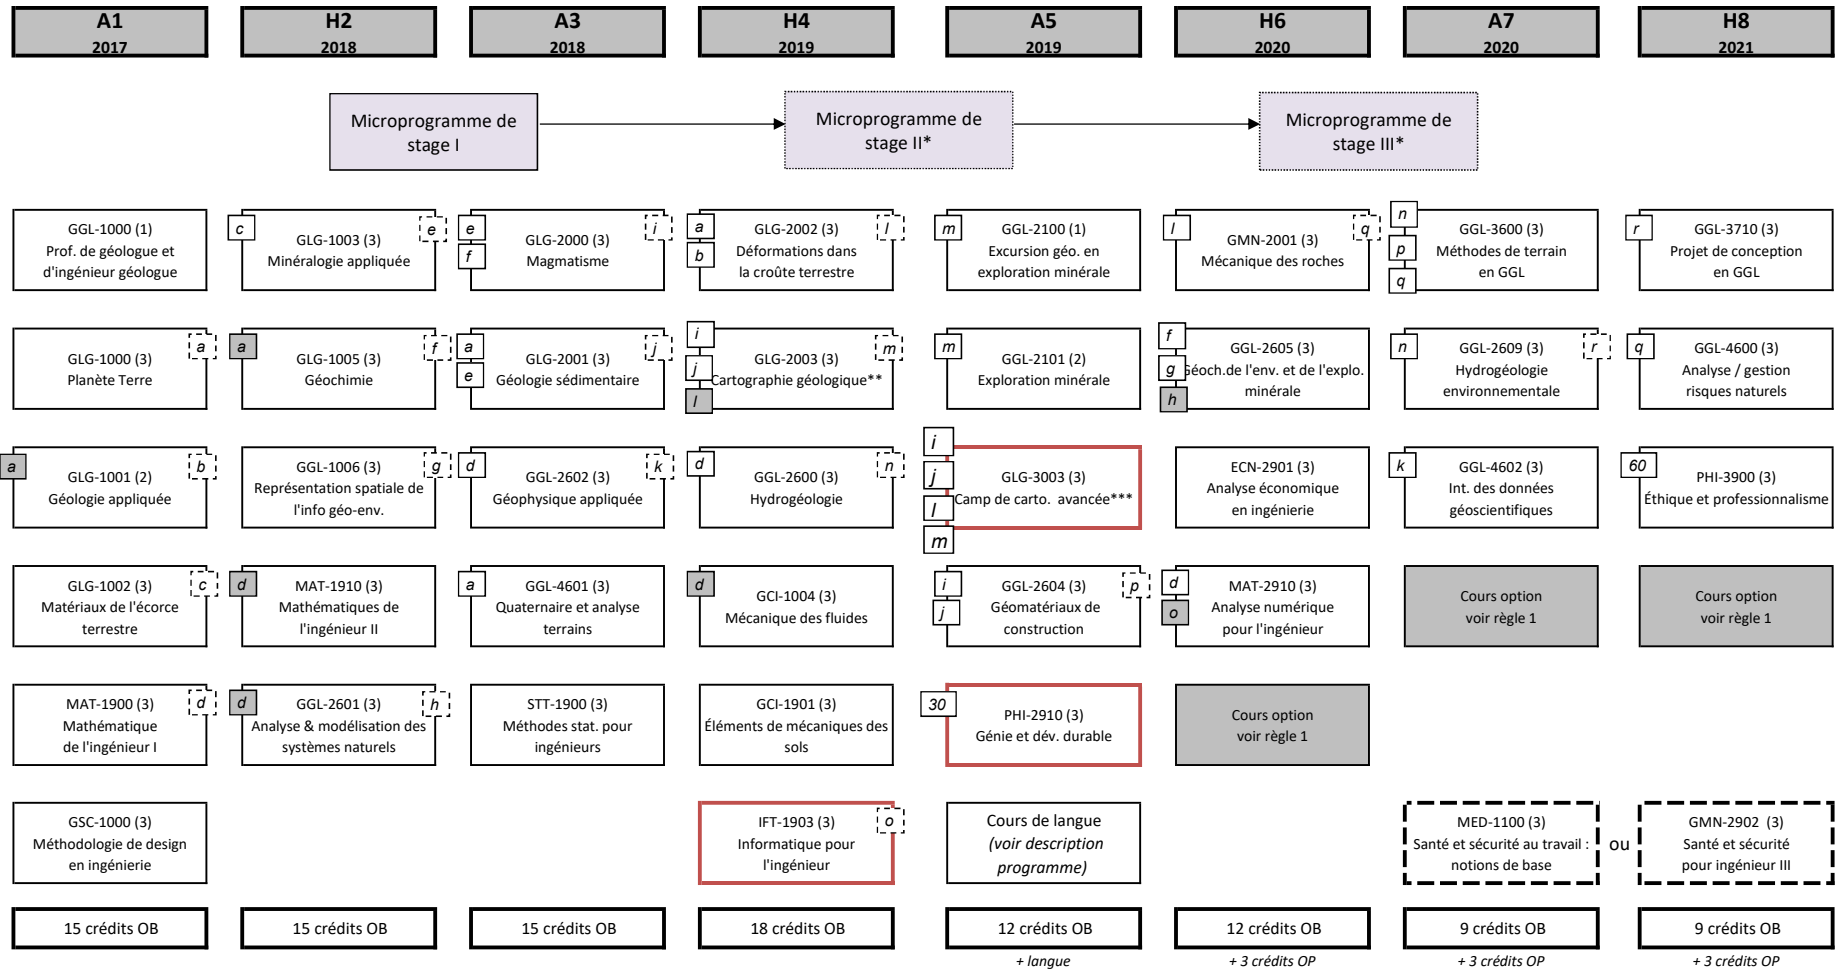 A1
2017
H2
2018
A3
2018
H4
2019
A5
2019
H6
2020
A7
2020
H8
2021
Microprogramme de
stage I
Microprogramme de
stage II*
Microprogramme de
stage III*
GGL-1000 (1)
Prof. de géologue et
d'ingénieur géologue
c
e
GLG-1003 (3)
Minéralogie appliquée
e
f
i
GLG-2000 (3)
Magmatisme
a
b
l
GLG-2002 (3)
Déformations dans
la croûte terrestre
m
GGL-2100 (1)
Excursion géo. en
exploration minérale
l
q
GMN-2001 (3)
Mécanique des roches
n
p
q
GGL-3600 (3)
Méthodes de terrain
en GGL
r
GGL-3710 (3)
Projet de conception
en GGL
a
GLG-1000 (3)
Planète Terre
a
f
GLG-1005 (3)
Géochimie
a
e
j
GLG-2001 (3)
Géologie sédimentaire
i
j
l
m
GLG-2003 (3)
Cartographie géologique**
m
GGL-2101 (2)
Exploration minérale
f
g
h
GGL-2605 (3)
Géoch.de l'env. et de l'explo.
minérale
n
r
GGL-2609 (3)
Hydrogéologie
environnementale
q
GGL-4600 (3)
Analyse / gestion
risques naturels
a
b
GLG-1001 (2)
Géologie appliquée
g
GGL-1006 (3)
Représentation spatiale de
l'info géo-env.
d
k
GGL-2602 (3)
Géophysique appliquée
d
n
GGL-2600 (3)
Hydrogéologie
i
j
l
m
GLG-3003 (3)
Camp de carto. avancée***
ECN-2901 (3)
Analyse économique
en ingénierie
k
GGL-4602 (3)
Int. des données
géoscientifiques
60
PHI-3900 (3)
Éthique et professionnalisme
c
GLG-1002 (3)
Matériaux de l'écorce
terrestre
d
MAT-1910 (3)
Mathématiques de
l'ingénieur II
a
GGL-4601 (3)
Quaternaire et analyse
terrains
d
GCI-1004 (3)
Mécanique des fluides
i
j
p
GGL-2604 (3)
Géomatériaux de
construction
d
o
MAT-2910 (3)
Analyse numérique
pour l'ingénieur
Cours option
voir règle 1
Cours option
voir règle 1
d
MAT-1900 (3)
Mathématique
de l'ingénieur I
d
h
GGL-2601 (3)
Analyse & modélisation des
systèmes naturels
STT-1900 (3)
Méthodes stat. pour
ingénieurs
GCI-1901 (3)
Éléments de mécaniques des
sols
30
PHI-2910 (3)
Génie et dév. durable
Cours option
voir règle 1
GSC-1000 (3)
Méthodologie de design
en ingénierie
o
IFT-1903 (3)
Informatique pour
l'ingénieur
Cours de langue
(voir description
programme)
MED-1100 (3)
Santé et sécurité au travail :
notions de base
ou
GMN-2902 (3)
Santé et sécurité
pour ingénieur III
15 crédits OB
15 crédits OB
15 crédits OB
18 crédits OB
12 crédits OB
12 crédits OB
9 crédits OB
9 crédits OB
+ langue
+ 3 crédits OP
+ 3 crédits OP
+ 3 crédits OP